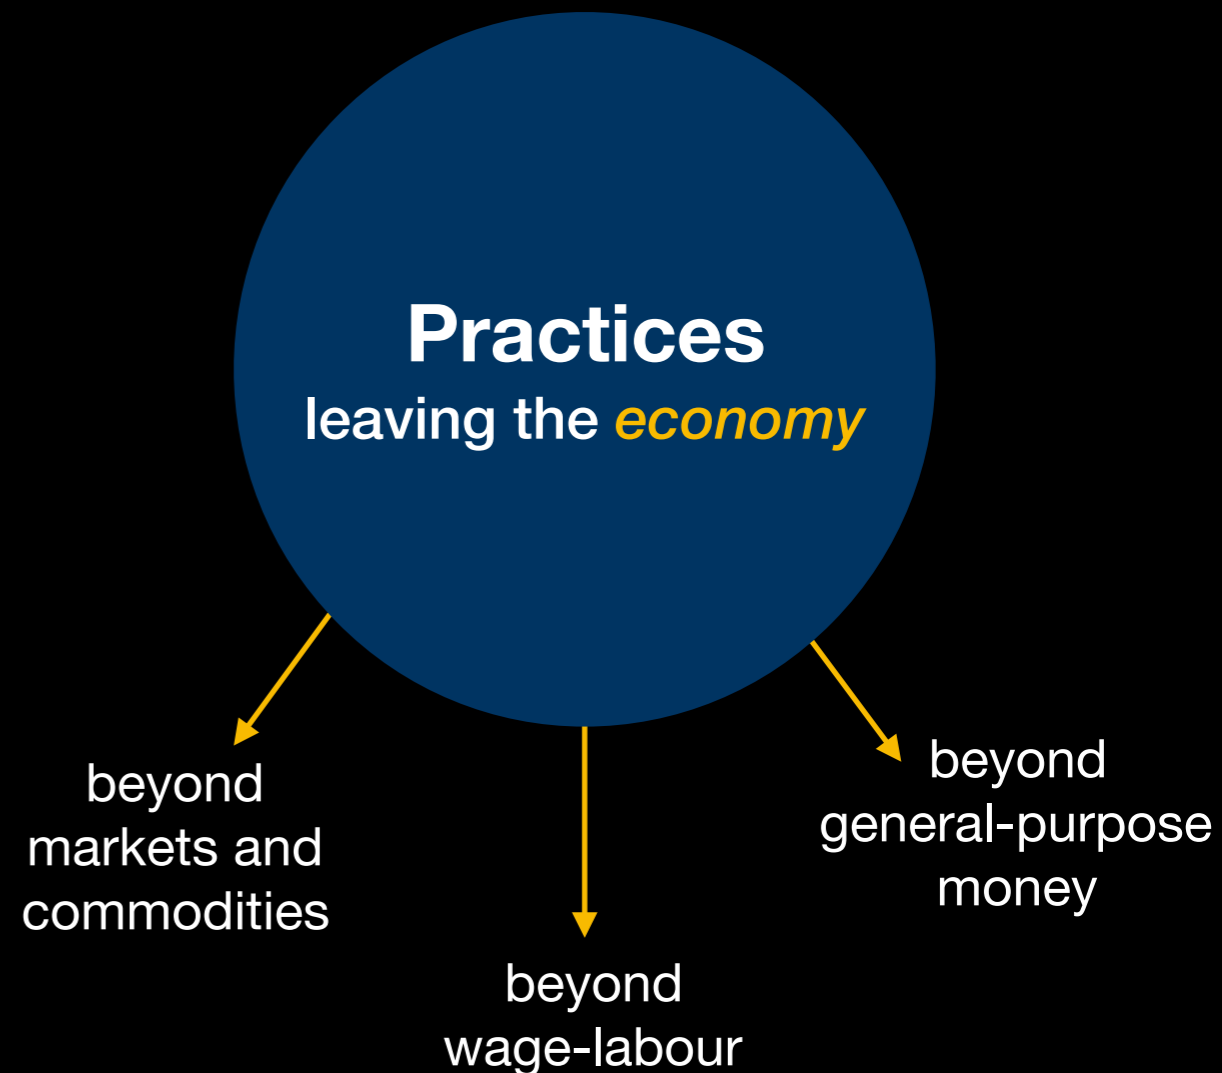 Practices
leaving the economy
beyond
markets and
commodities
beyond
wage-labour
beyond
general-purpose
money